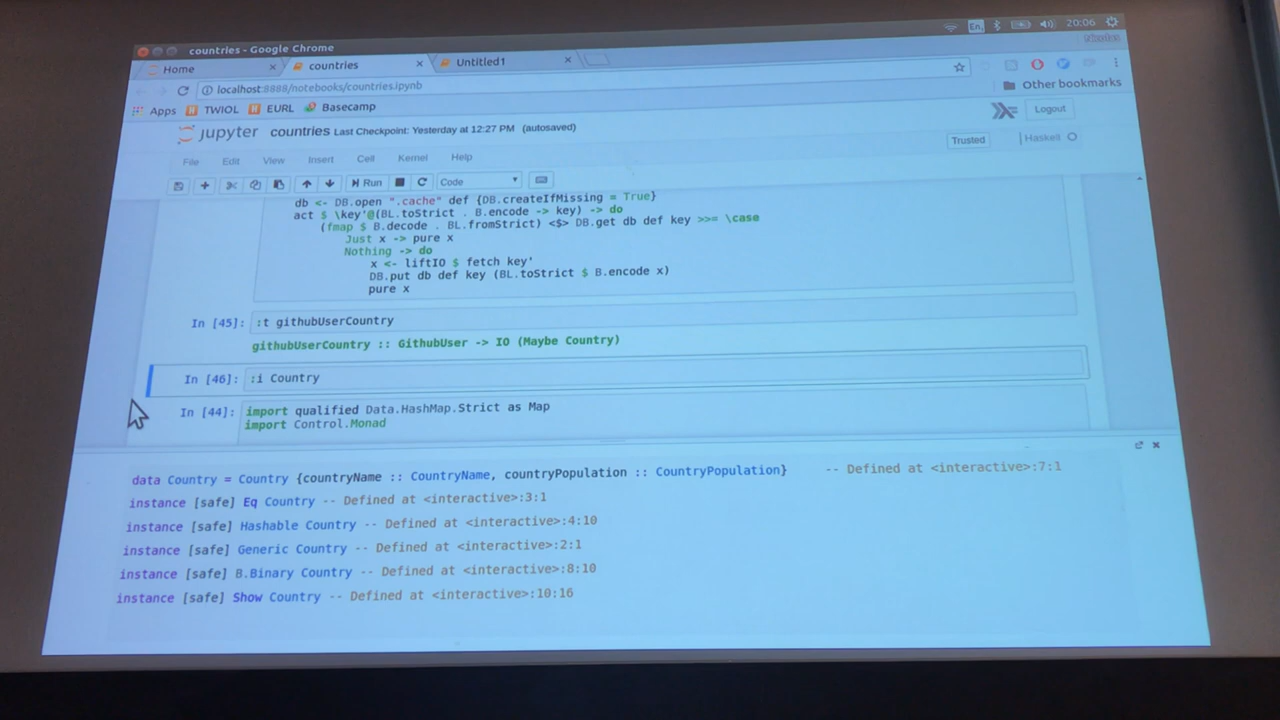 En 20:06
countries - Google Chrome
Home countries Untitled1
localhost:8888/notebooks/countries.ipynb
Apps TWIOL EURL Basecamp Other bookmarks
jupyter countries Last Checkpoint: Yesterday at 12:27 PM (autosaved) Logout
File Edit View Insert Cell Kernel Help Trusted Haskell
Run Code
db <- DB.open ".cache" def {DB.createIfMissing = True}
act $ \key'@(BL.toStrict . B.encode -> key) -> do
(fmap $ B.decode . BL.fromStrict) <$> DB.get db def key >>= \case
Just x -> pure x
Nothing -> do
x <- liftIO $ fetch key'
DB.put db def key (BL.toStrict $ B.encode x)
pure x
In [45]: :t githubUserCountry
githubUserCountry :: GithubUser -> IO (Maybe Country)
In [46]: :i Country
In [44]: import qualified Data.HashMap.Strict as Map
import Control.Monad
data Country = Country {countryName :: CountryName, countryPopulation :: CountryPopulation} -- Defined at <interactive>:7:1
instance [safe] Eq Country -- Defined at <interactive>:3:1
instance [safe] Hashable Country -- Defined at <interactive>:4:10
instance [safe] Generic Country -- Defined at <interactive>:2:1
instance [safe] B.Binary Country -- Defined at <interactive>:8:10
instance [safe] Show Country -- Defined at <interactive>:10:16